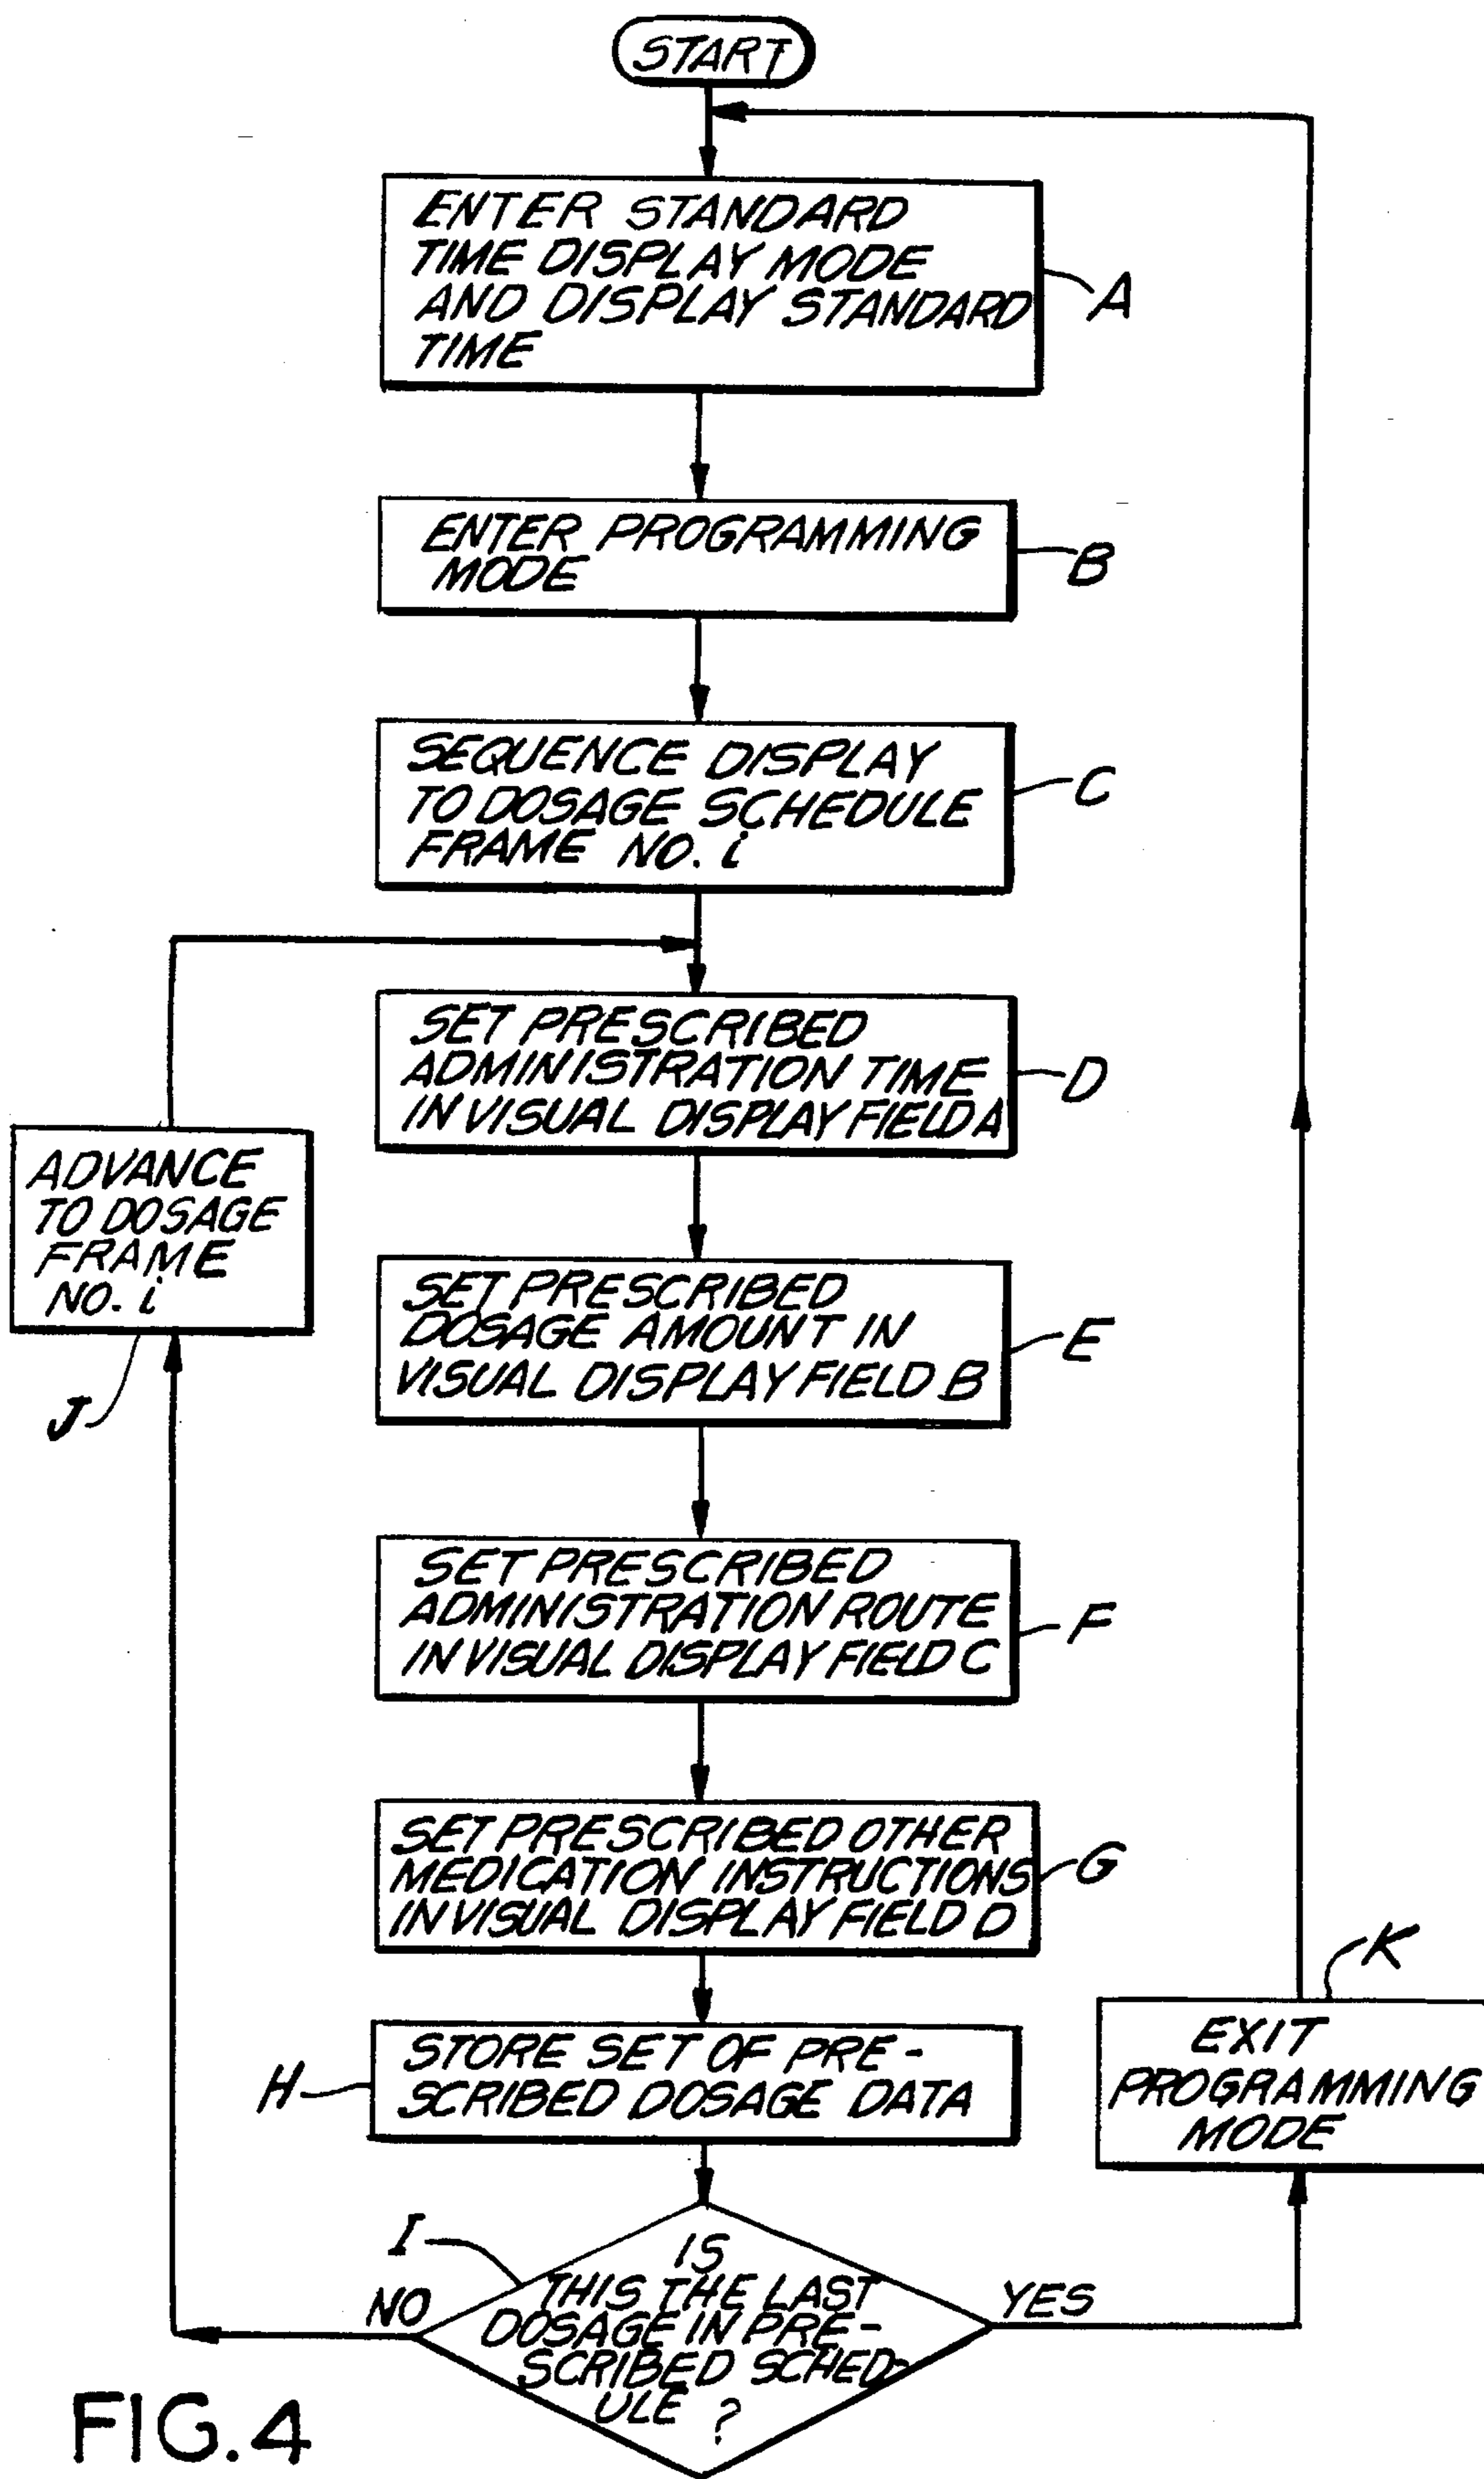 START
ENTER STANDARD
TIME DISPLAY MODE
AND DISPLAY STANDARD
TIME
A
ENTER PROGRAMMING
MODE
B
SEQUENCE DISPLAY
TO DOSAGE SCHEDULE
FRAME NO. i
C
SET PRESCRIBED
ADMINISTRATION TIME
IN VISUAL DISPLAY FIELD A
D
ADVANCE
TO DOSAGE
FRAME
NO. i
J
SET PRESCRIBED
DOSAGE AMOUNT IN
VISUAL DISPLAY FIELD B
E
SET PRESCRIBED
ADMINISTRATION ROUTE
IN VISUAL DISPLAY FIELD C
F
SET PRESCRIBED OTHER
MEDICATION INSTRUCTIONS
IN VISUAL DISPLAY FIELD D
G
K
EXIT
PROGRAMMING
MODE
H
STORE SET OF PRE-
SCRIBED DOSAGE DATA
I
IS
THIS THE LAST
DOSAGE IN PRE-
SCRIBED SCHED-
ULE ?
NO
YES
FIG. 4